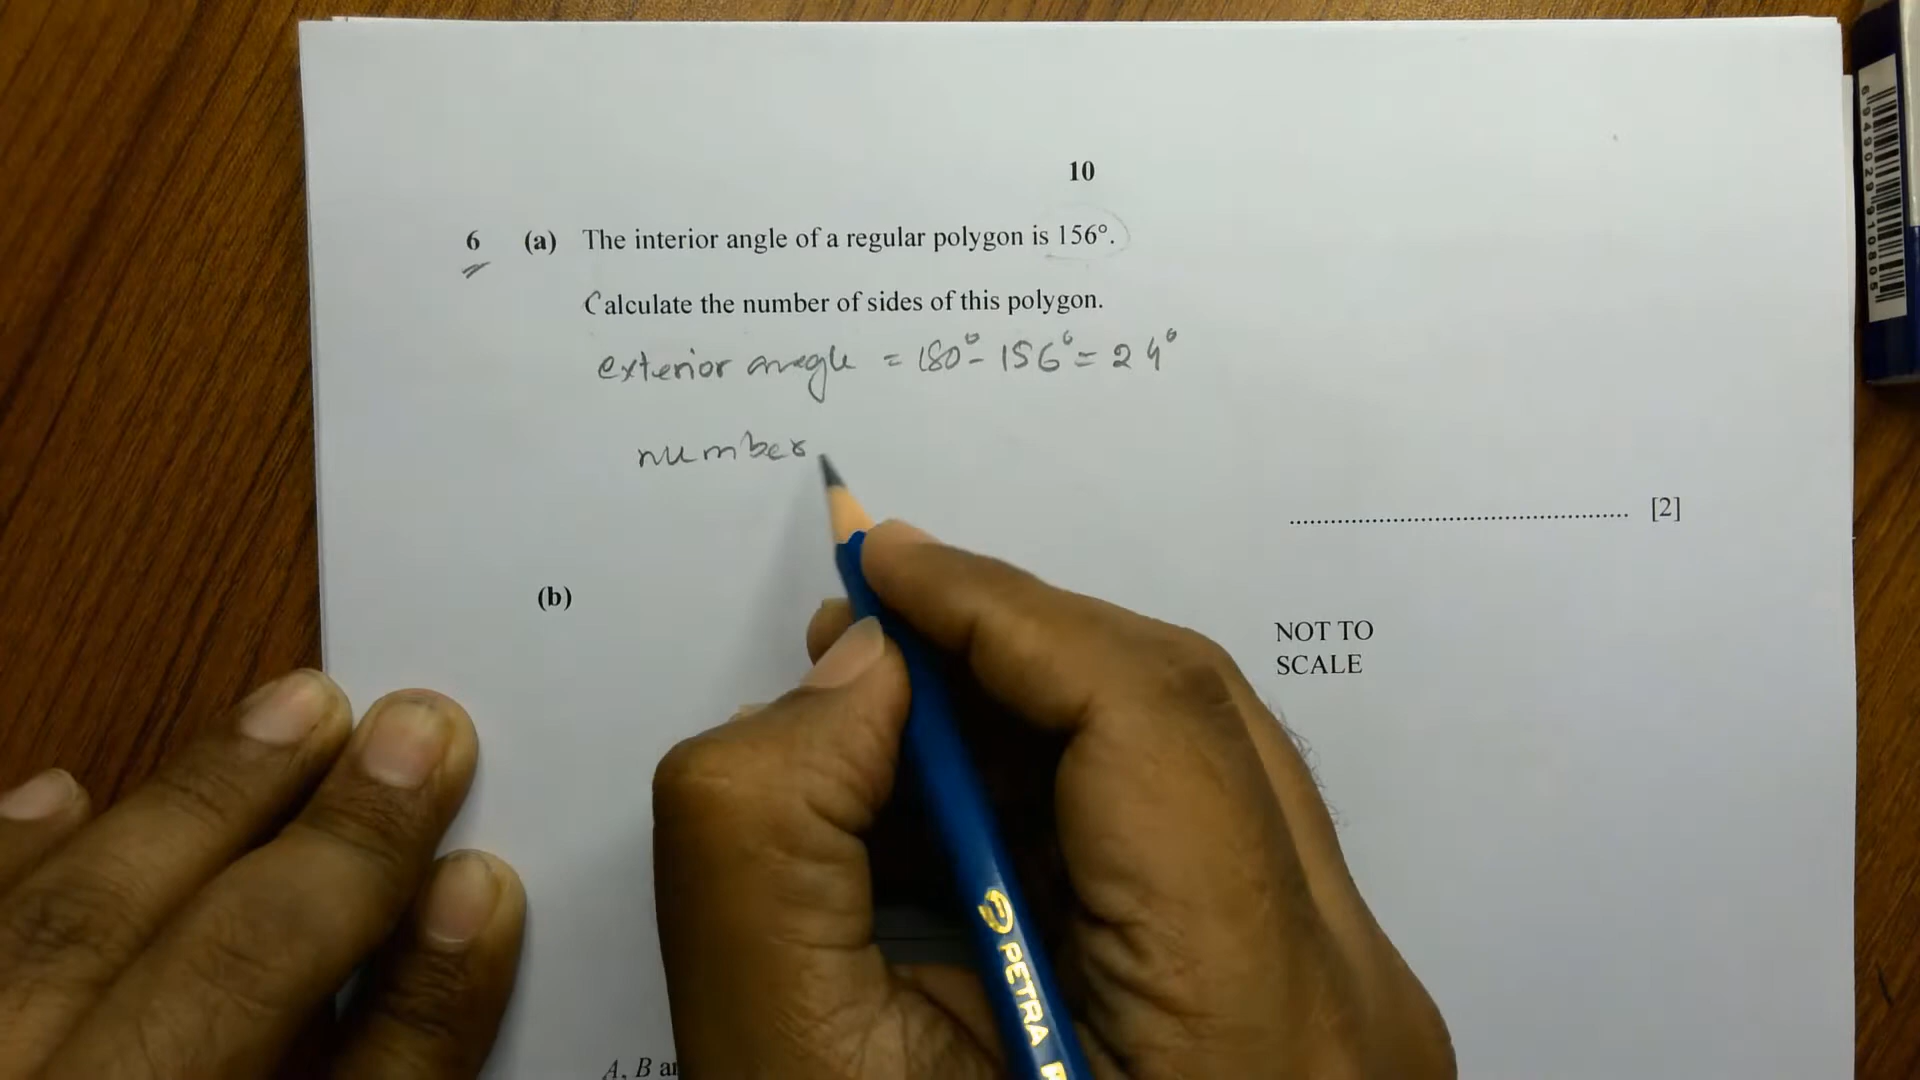 10
6 (a) The interior angle of a regular polygon is 156°.
Calculate the number of sides of this polygon.
exterior angle = 180° - 156° = 24°
number
[2]
(b)
NOT TO
SCALE
A, B
PETRA
6949029910805